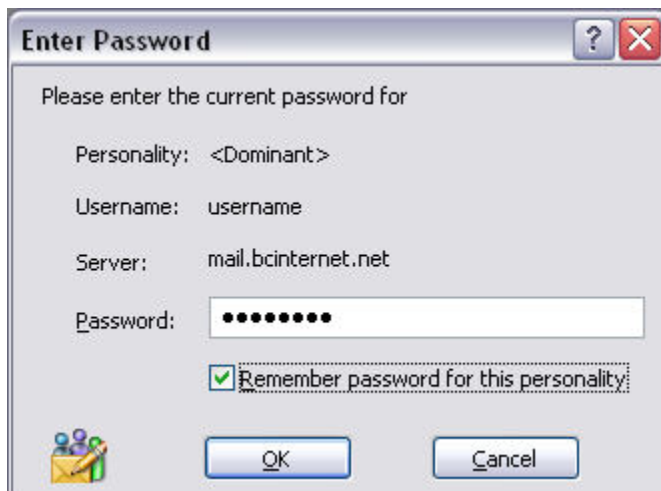 Enter Password
Please enter the current password for
Personality: <Dominant>
Username: username
Server: mail.bcinternet.net
Password: ••••••••
Remember password for this personality
OK Cancel